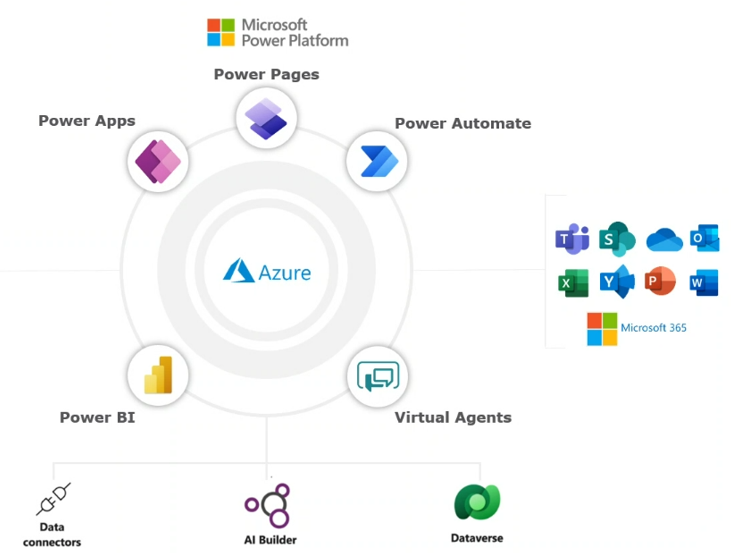 Microsoft
Power Platform
Power Pages
Power Apps
Power Automate
Azure
T
S
O
X
Y
P
W
Microsoft 365
Power BI
Virtual Agents
Data
connectors
AI Builder
Dataverse